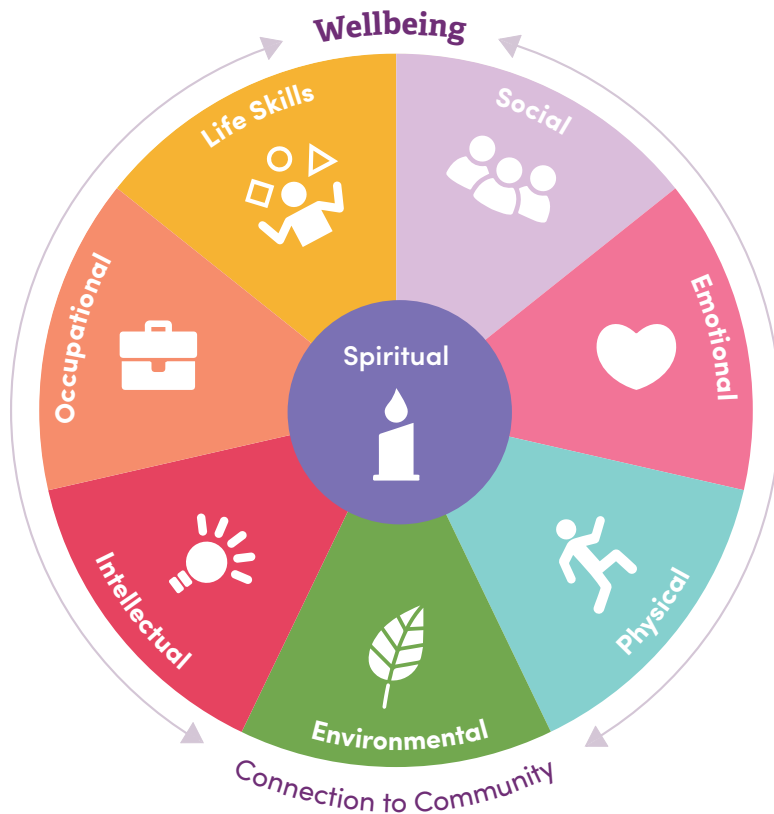 Wellbeing
Life Skills
Social
Occupational
Emotional
Spiritual
Intellectual
Physical
Environmental
Connection to Community